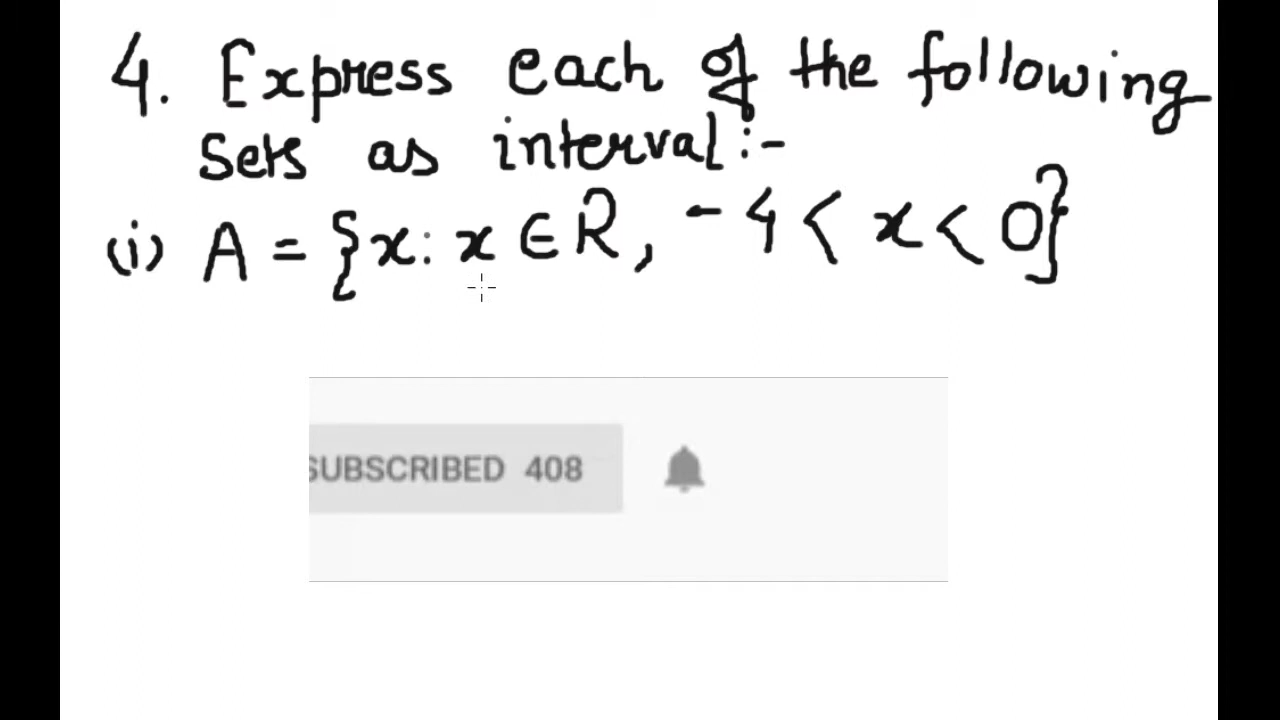 4. Express each of the following
Sets as interval:-
(i) A = {x: x ∈ R, -4 < x < 0}
SUBSCRIBED 408